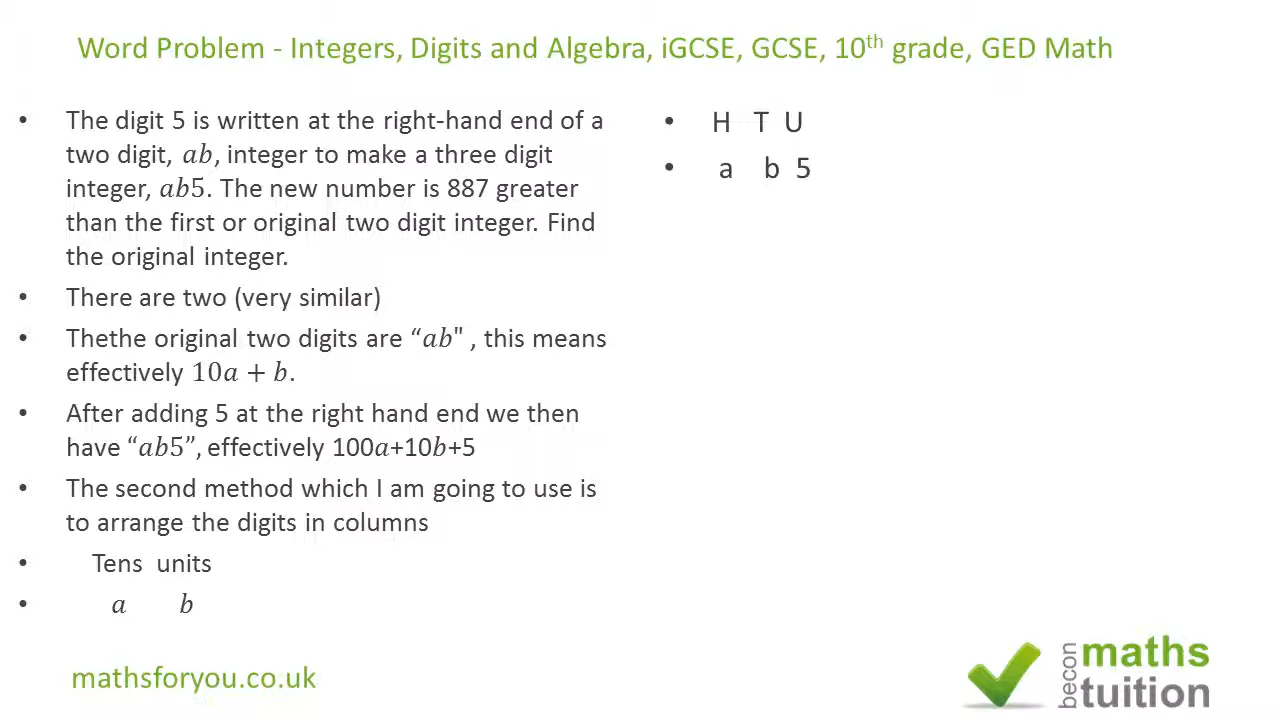 Word Problem - Integers, Digits and Algebra, iGCSE, GCSE, 10th grade, GED Math
• The digit 5 is written at the right-hand end of a
two digit, ab, integer to make a three digit
integer, ab5. The new number is 887 greater
than the first or original two digit integer. Find
the original integer.
• There are two (very similar)
• Thethe original two digits are “ab" , this means
effectively 10a + b.
• After adding 5 at the right hand end we then
have “ab5”, effectively 100a+10b+5
• The second method which I am going to use is
to arrange the digits in columns
• Tens units
• a b
• H T U
• a b 5
mathsforyou.co.uk
becon
maths
tuition